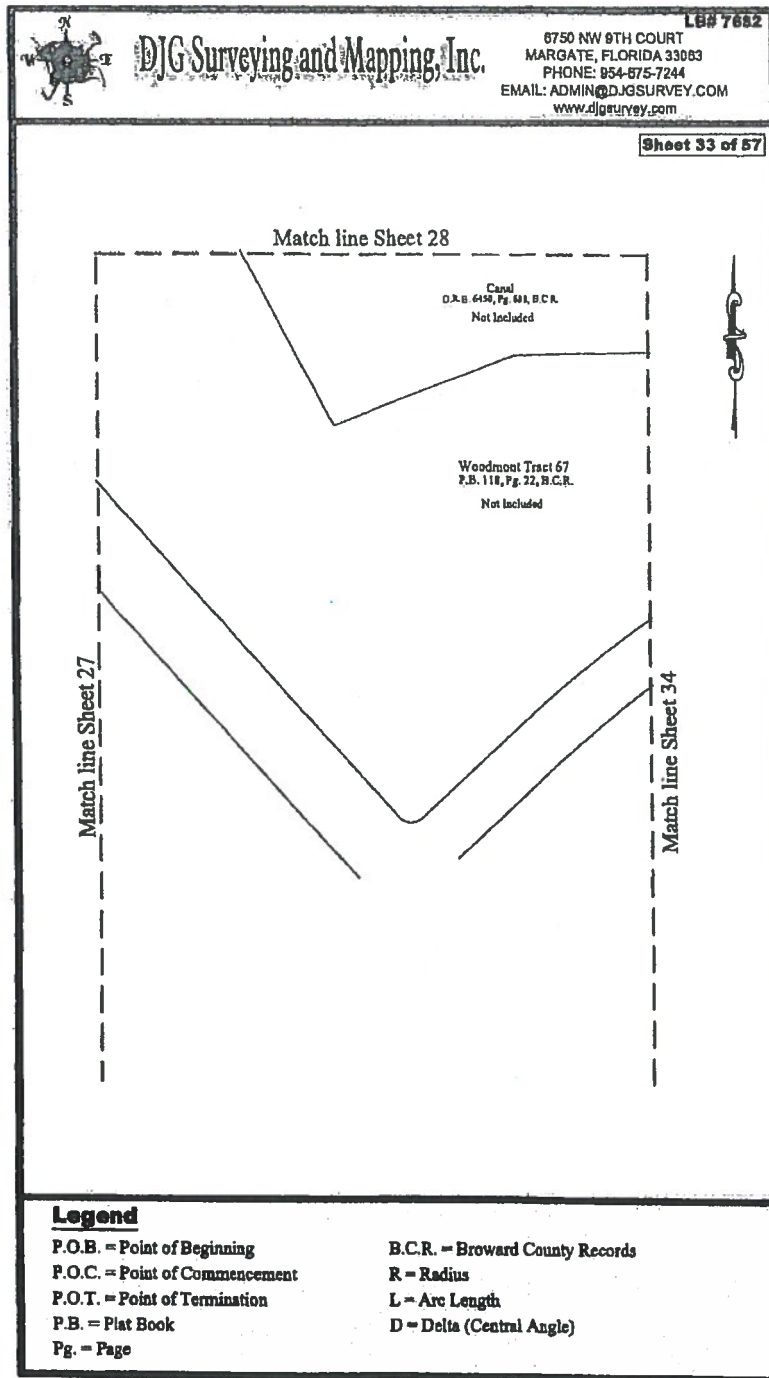 LB# 7682
N
W
E
S
DJG Surveying and Mapping, Inc.
6750 NW 9TH COURT
MARGATE, FLORIDA 33063
PHONE: 954-675-7244
EMAIL: ADMIN@DJGSURVEY.COM
www.djgsurvey.com
Sheet 33 of 57
Match line Sheet 28
Canal
Pg.
B.C.R.
Not Included
Woodmont Tract 67
P.B. 118, Pg. 22, B.C.R.
Not Included
Match line Sheet 27
Match line Sheet 34
Legend
P.O.B. = Point of Beginning
P.O.C. = Point of Commencement
P.O.T. = Point of Termination
P.B. = Plat Book
Pg. = Page
B.C.R. = Broward County Records
R = Radius
L = Arc Length
D = Delta (Central Angle)